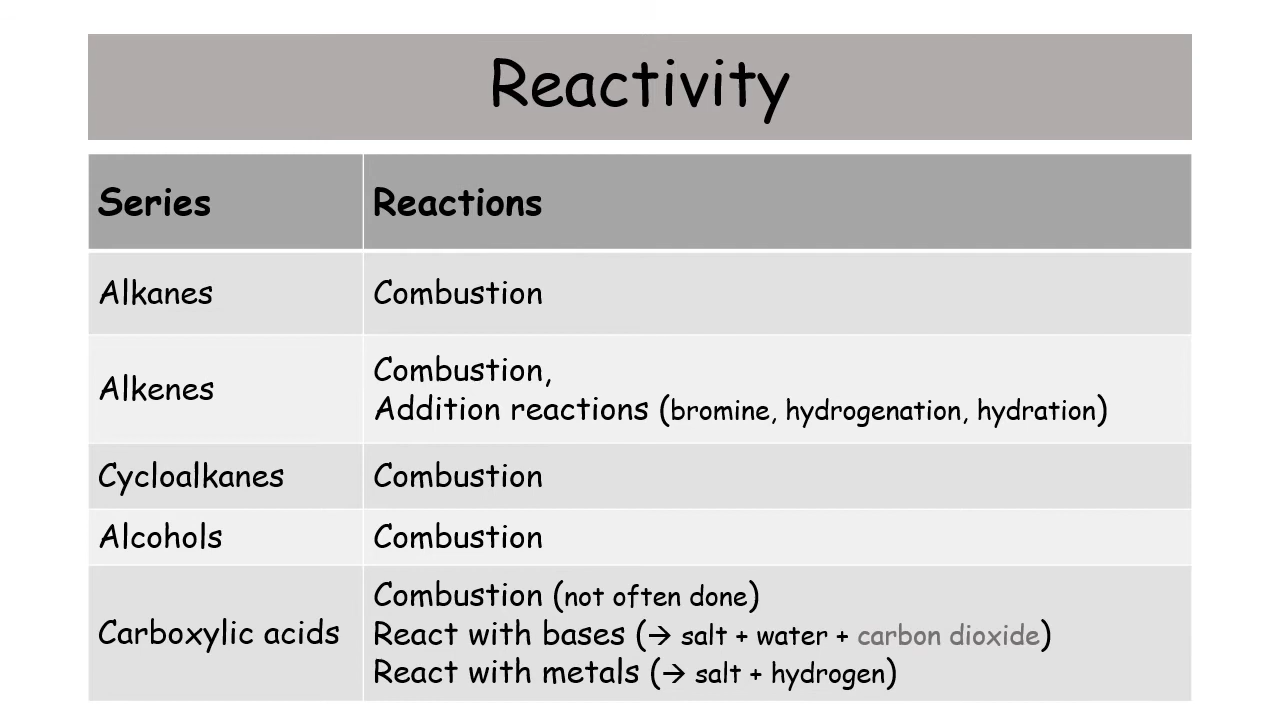 Reactivity
Series
Reactions
Alkanes
Combustion
Alkenes
Combustion,
Addition reactions (bromine, hydrogenation, hydration)
Cycloalkanes
Combustion
Alcohols
Combustion
Carboxylic acids
Combustion (not often done)
React with bases (→ salt + water + carbon dioxide)
React with metals (→ salt + hydrogen)